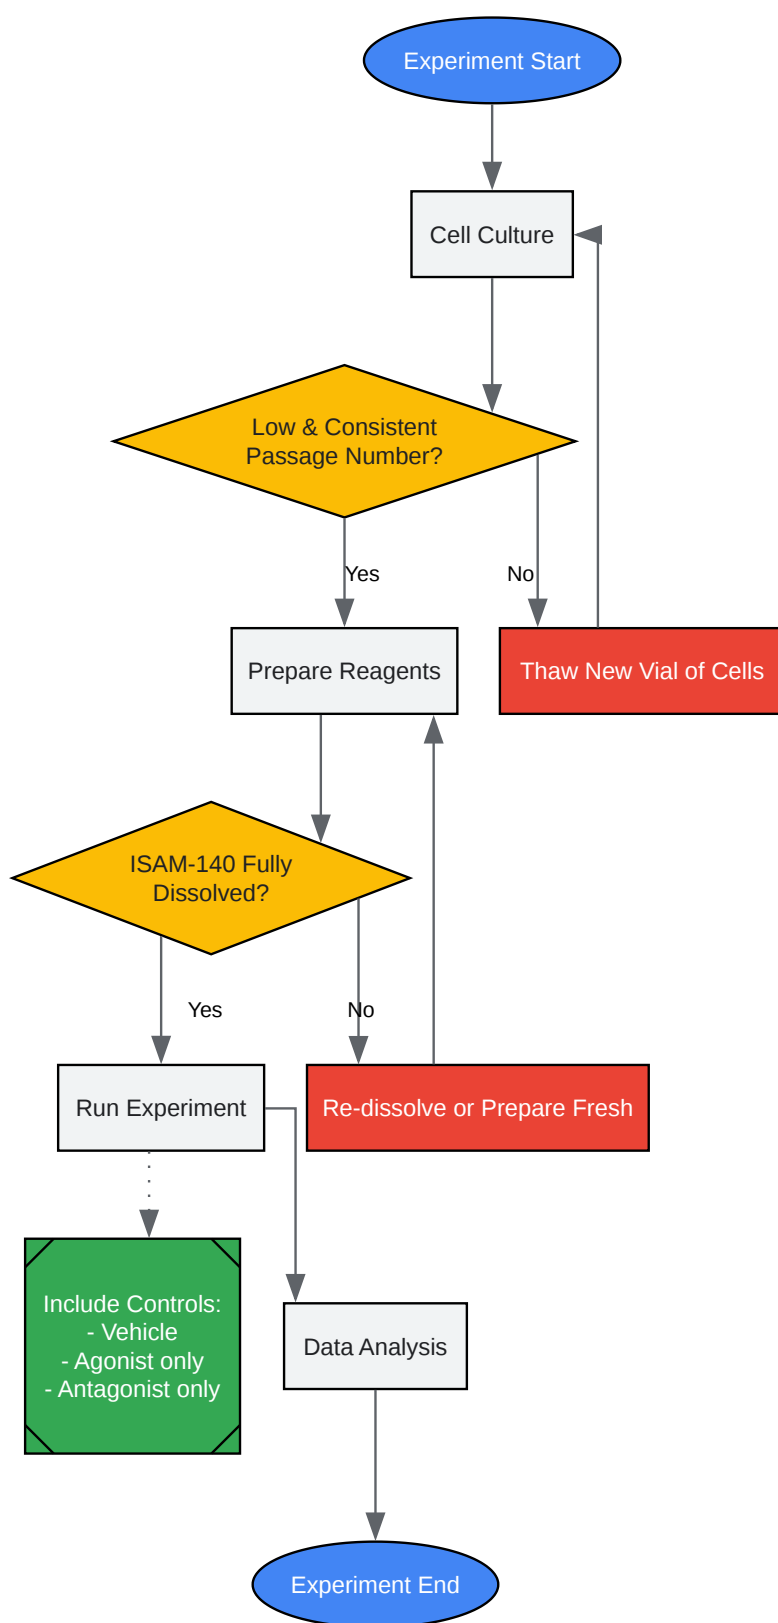 Experiment Start
Cell Culture
Low & Consistent
Passage Number?
Yes
No
Prepare Reagents
Thaw New Vial of Cells
ISAM-140 Fully
Dissolved?
Yes
No
Run Experiment
Re-dissolve or Prepare Fresh
Include Controls:
- Vehicle
- Agonist only
- Antagonist only
Data Analysis
Experiment End